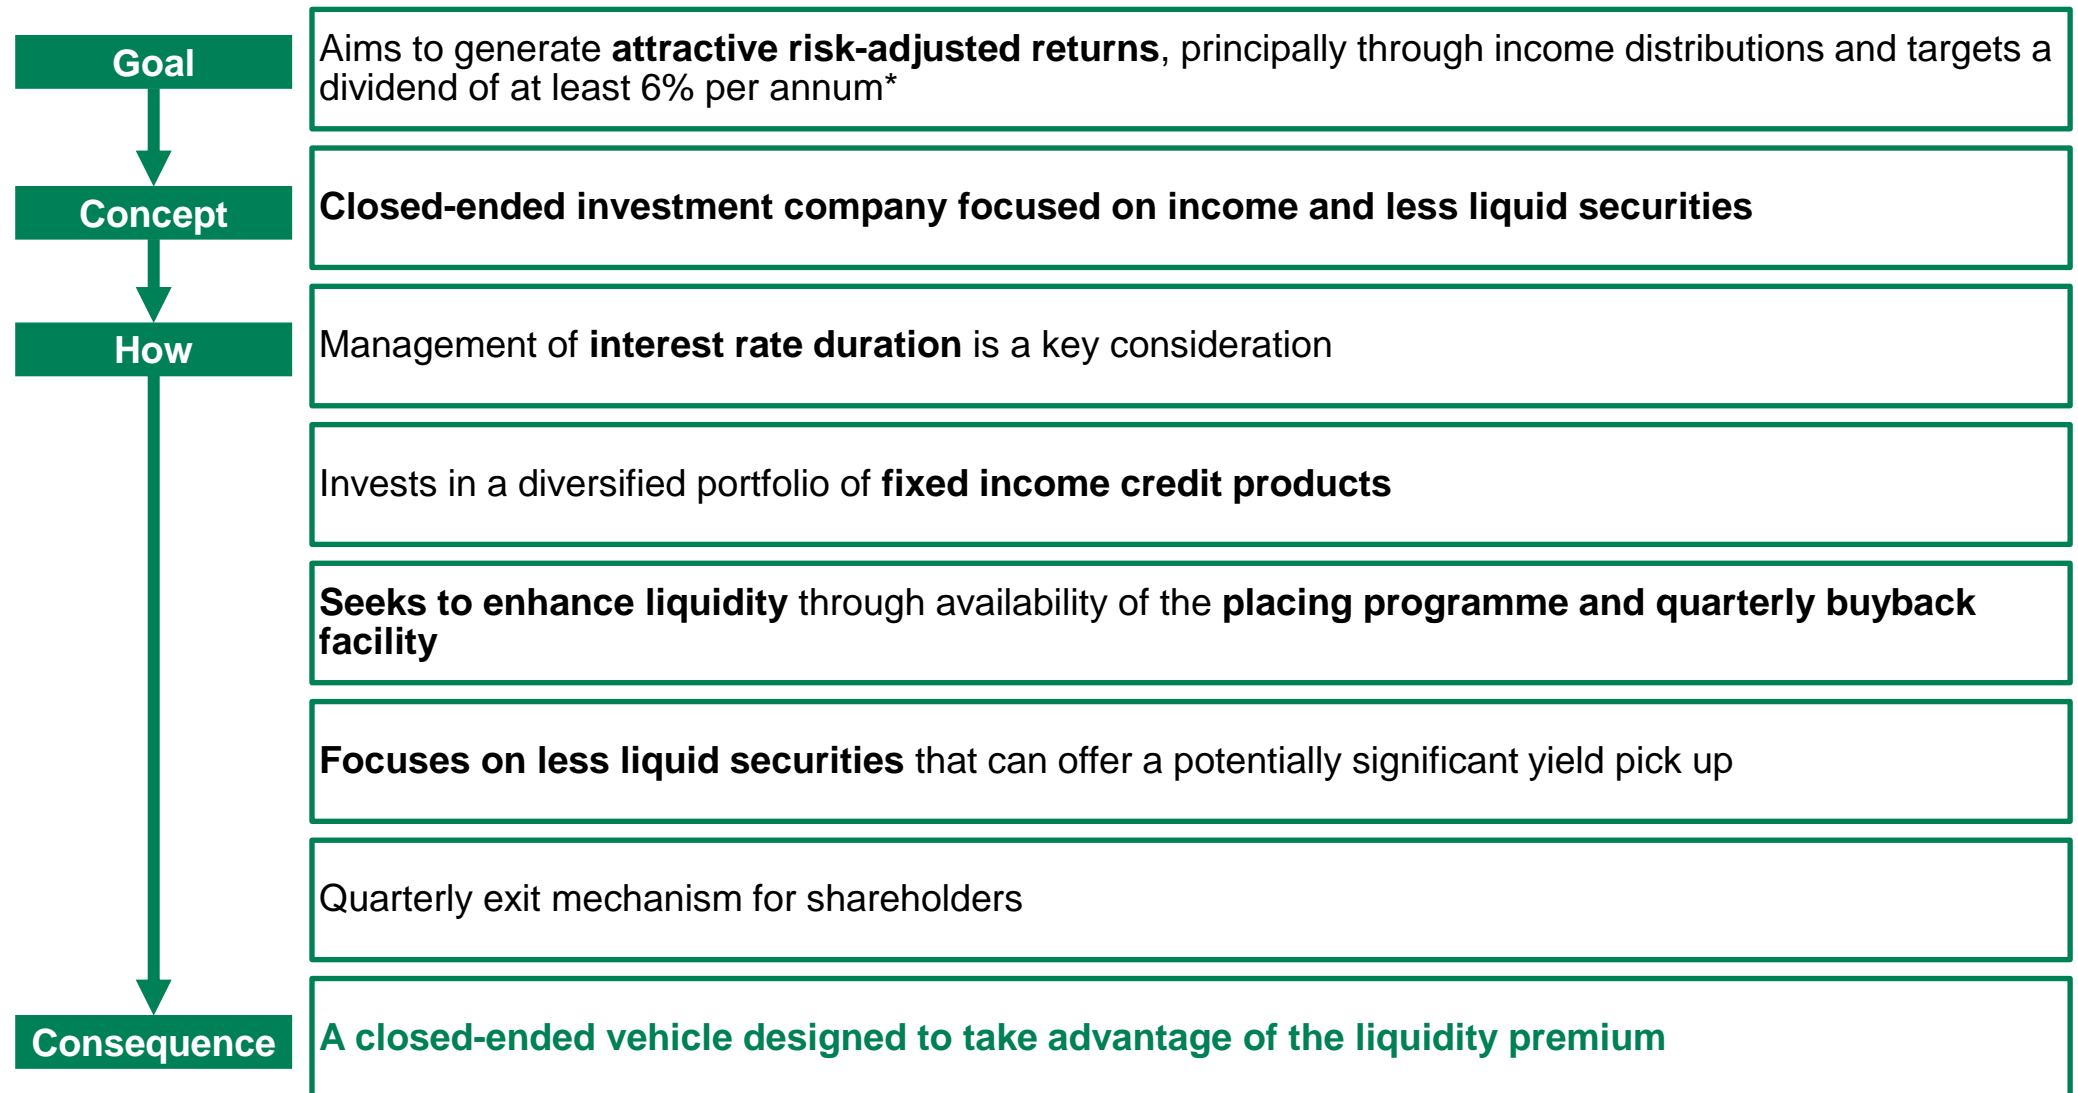 Goal
Aims to generate attractive risk-adjusted returns, principally through income distributions and targets a
dividend of at least 6% per annum*
Concept
Closed-ended investment company focused on income and less liquid securities
How
Management of interest rate duration is a key consideration
Invests in a diversified portfolio of fixed income credit products
Seeks to enhance liquidity through availability of the placing programme and quarterly buyback
facility
Focuses on less liquid securities that can offer a potentially significant yield pick up
Quarterly exit mechanism for shareholders
Consequence
A closed-ended vehicle designed to take advantage of the liquidity premium